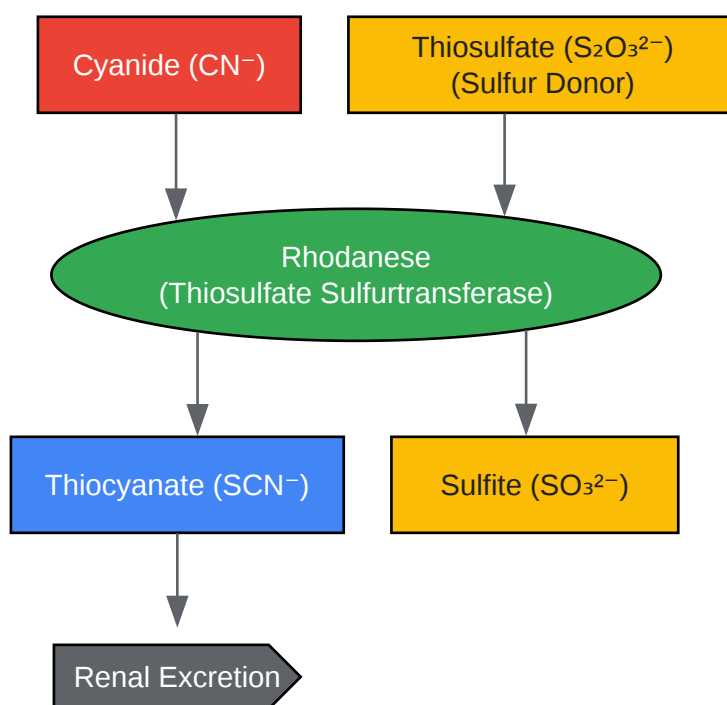 Cyanide (CN⁻)
Thiosulfate (S₂O₃²⁻)
(Sulfur Donor)
Rhodanese
(Thiosulfate Sulfurtransferase)
Thiocyanate (SCN⁻)
Sulfite (SO₃²⁻)
Renal Excretion